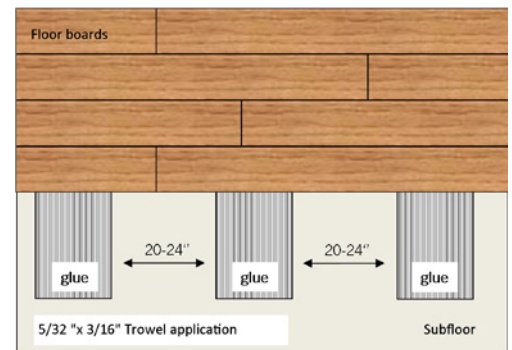 Floor boards
20-24"
20-24"
glue
glue
glue
5/32 "x 3/16" Trowel application
Subfloor